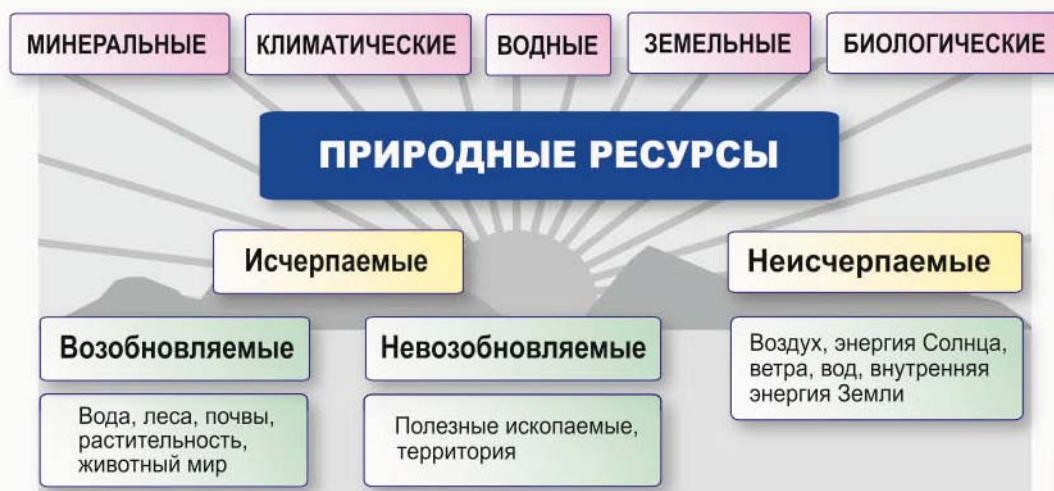 МИНЕРАЛЬНЫЕ
КЛИМАТИЧЕСКИЕ
ВОДНЫЕ
ЗЕМЕЛЬНЫЕ
БИОЛОГИЧЕСКИЕ
ПРИРОДНЫЕ РЕСУРСЫ
Исчерпаемые
Неисчерпаемые
Возобновляемые
Невозобновляемые
Воздух, энергия Солнца,
ветра, вод, внутренняя
энергия Земли
Вода, леса, почвы,
растительность,
животный мир
Полезные ископаемые,
территория